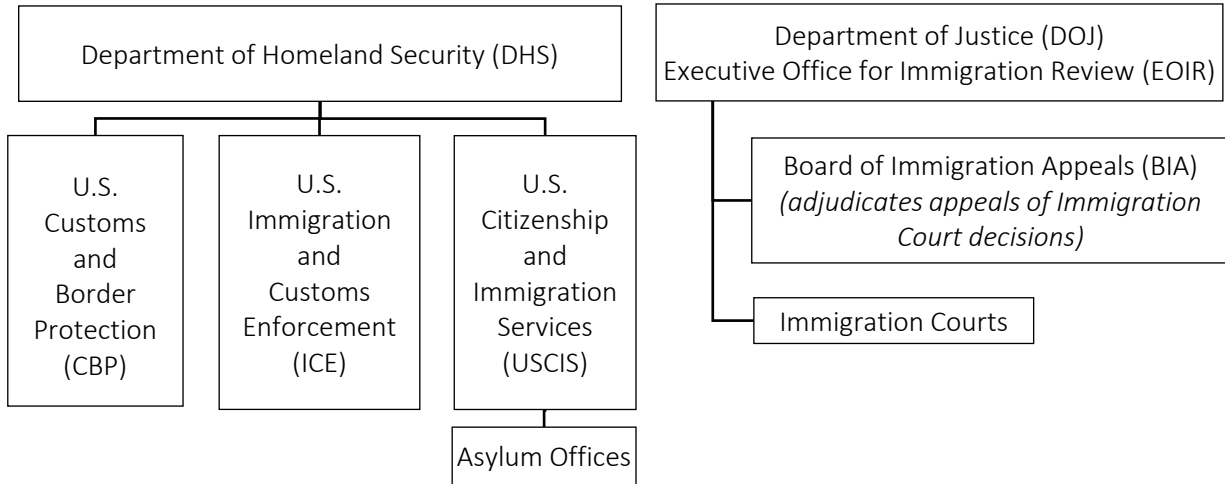 Department of Homeland Security (DHS)
U.S.
Customs
and
Border
Protection
(CBP)
U.S.
Immigration
and
Customs
Enforcement
(ICE)
U.S.
Citizenship
and
Immigration
Services
(USCIS)
Asylum Offices
Department of Justice (DOJ)
Executive Office for Immigration Review (EOIR)
Board of Immigration Appeals (BIA)
(adjudicates appeals of Immigration
Court decisions)
Immigration Courts